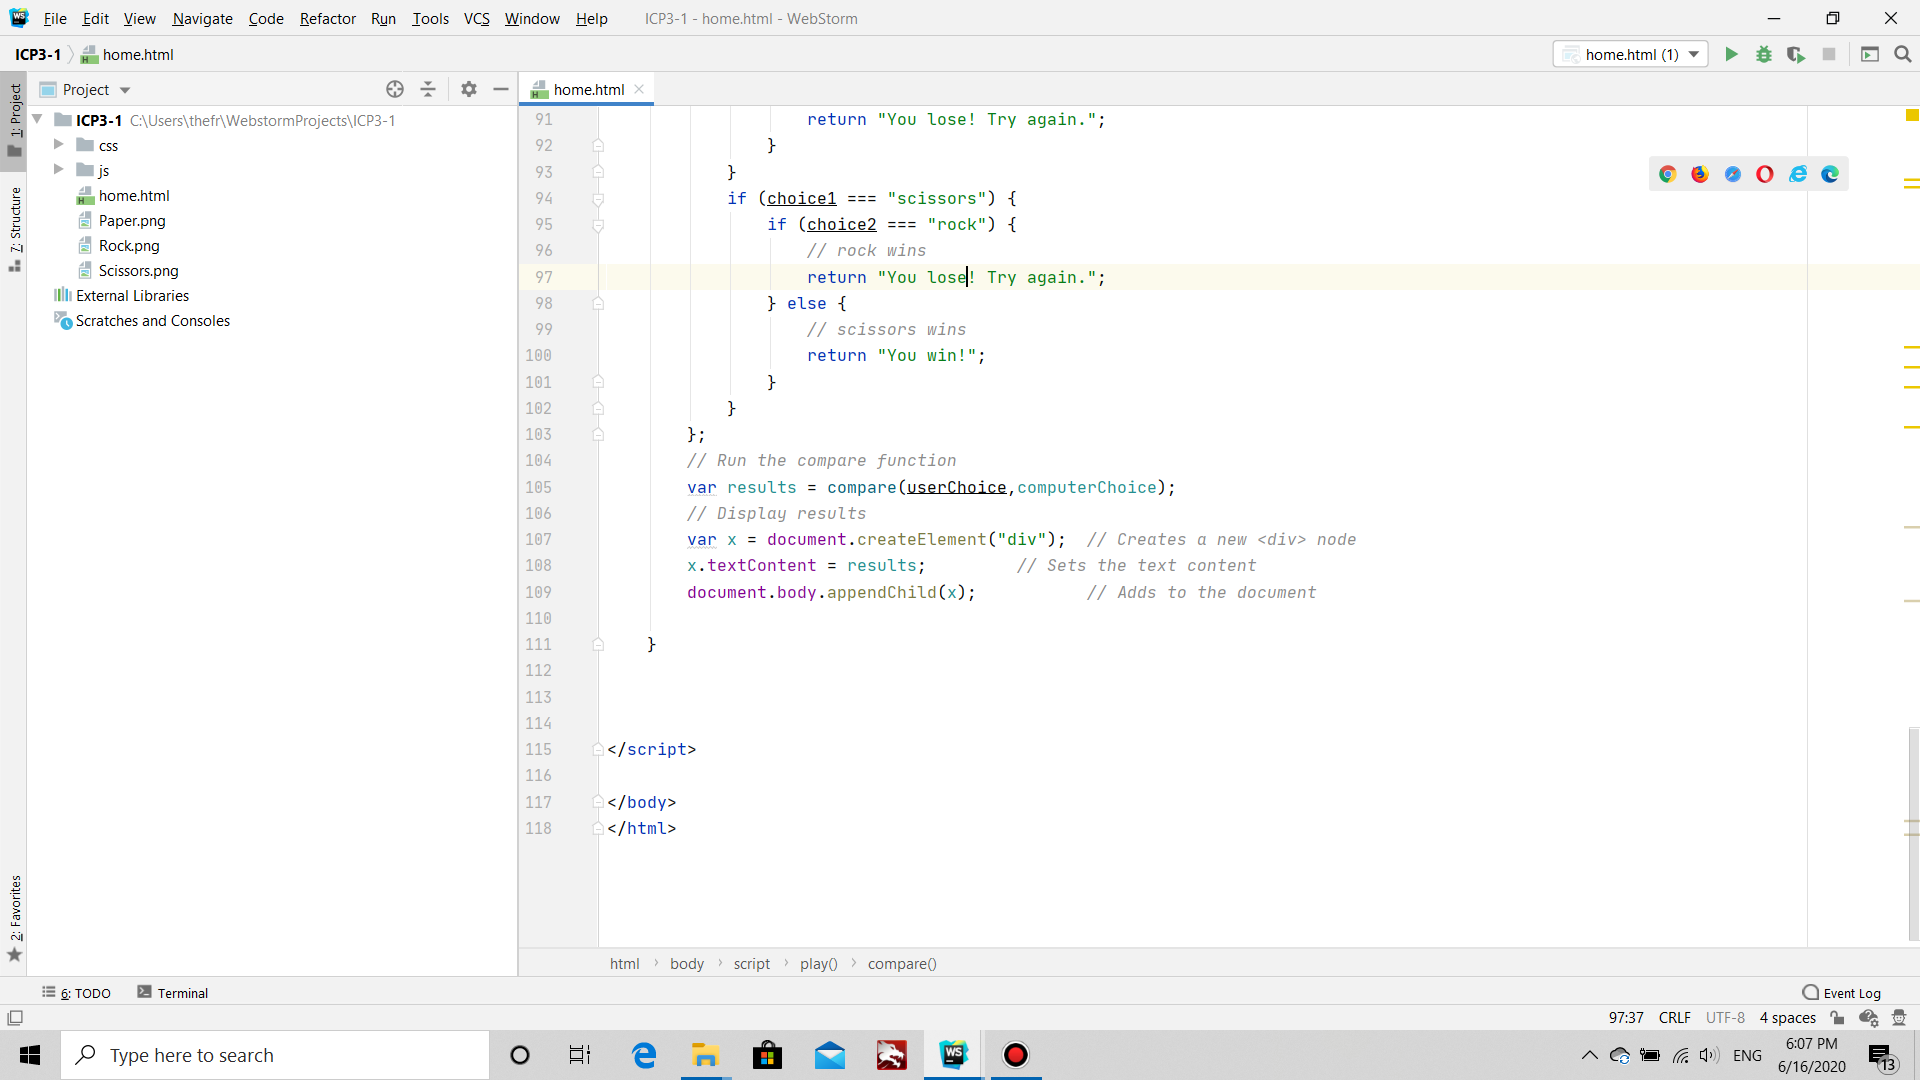 File Edit View Navigate Code Refactor Run Tools VCS Window Help ICP3-1 - home.html - WebStorm
ICP3-1 home.html home.html (1)
Project home.html
1: Project
7: Structure
2: Favorites
ICP3-1 C:\Users\thefr\WebstormProjects\ICP3-1
css
js
home.html
Paper.png
Rock.png
Scissors.png
External Libraries
Scratches and Consoles
91 return "You lose! Try again.";
92 }
93 }
94 if (choice1 === "scissors") {
95 if (choice2 === "rock") {
96 // rock wins
97 return "You lose! Try again.";
98 } else {
99 // scissors wins
100 return "You win!";
101 }
102 }
103 };
104 // Run the compare function
105 var results = compare(userChoice,computerChoice);
106 // Display results
107 var x = document.createElement("div"); // Creates a new <div> node
108 x.textContent = results; // Sets the text content
109 document.body.appendChild(x); // Adds to the document
110
111 }
112
113
114
115 </script>
116
117 </body>
118 </html>
html body script play() compare()
6: TODO Terminal Event Log
97:37 CRLF UTF-8 4 spaces
Type here to search
WS
ENG
6:07 PM
6/16/2020
13